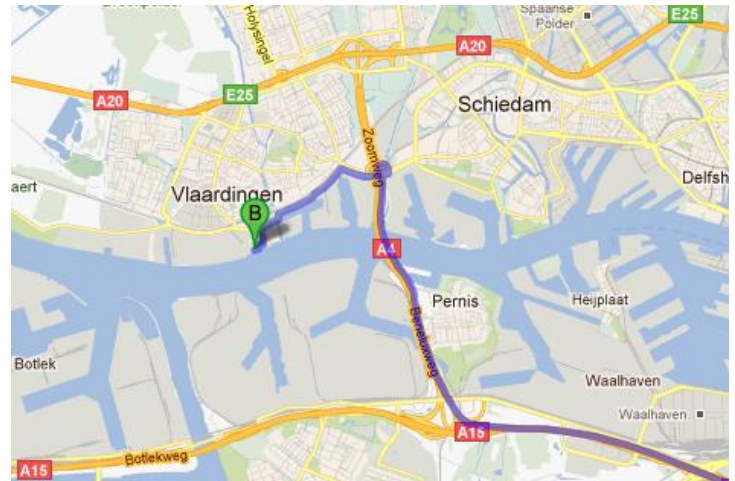 Holysingel
Spaanse
Polder
E25
A20
A20
E25
Schiedam
Zoomweg
Delfsh
aert
Vlaardingen
B
A4
Pernis
Heijplaat
Beneluxweg
Botlek
Waalhaven
Waalhaven
A15
Botlekweg
A15